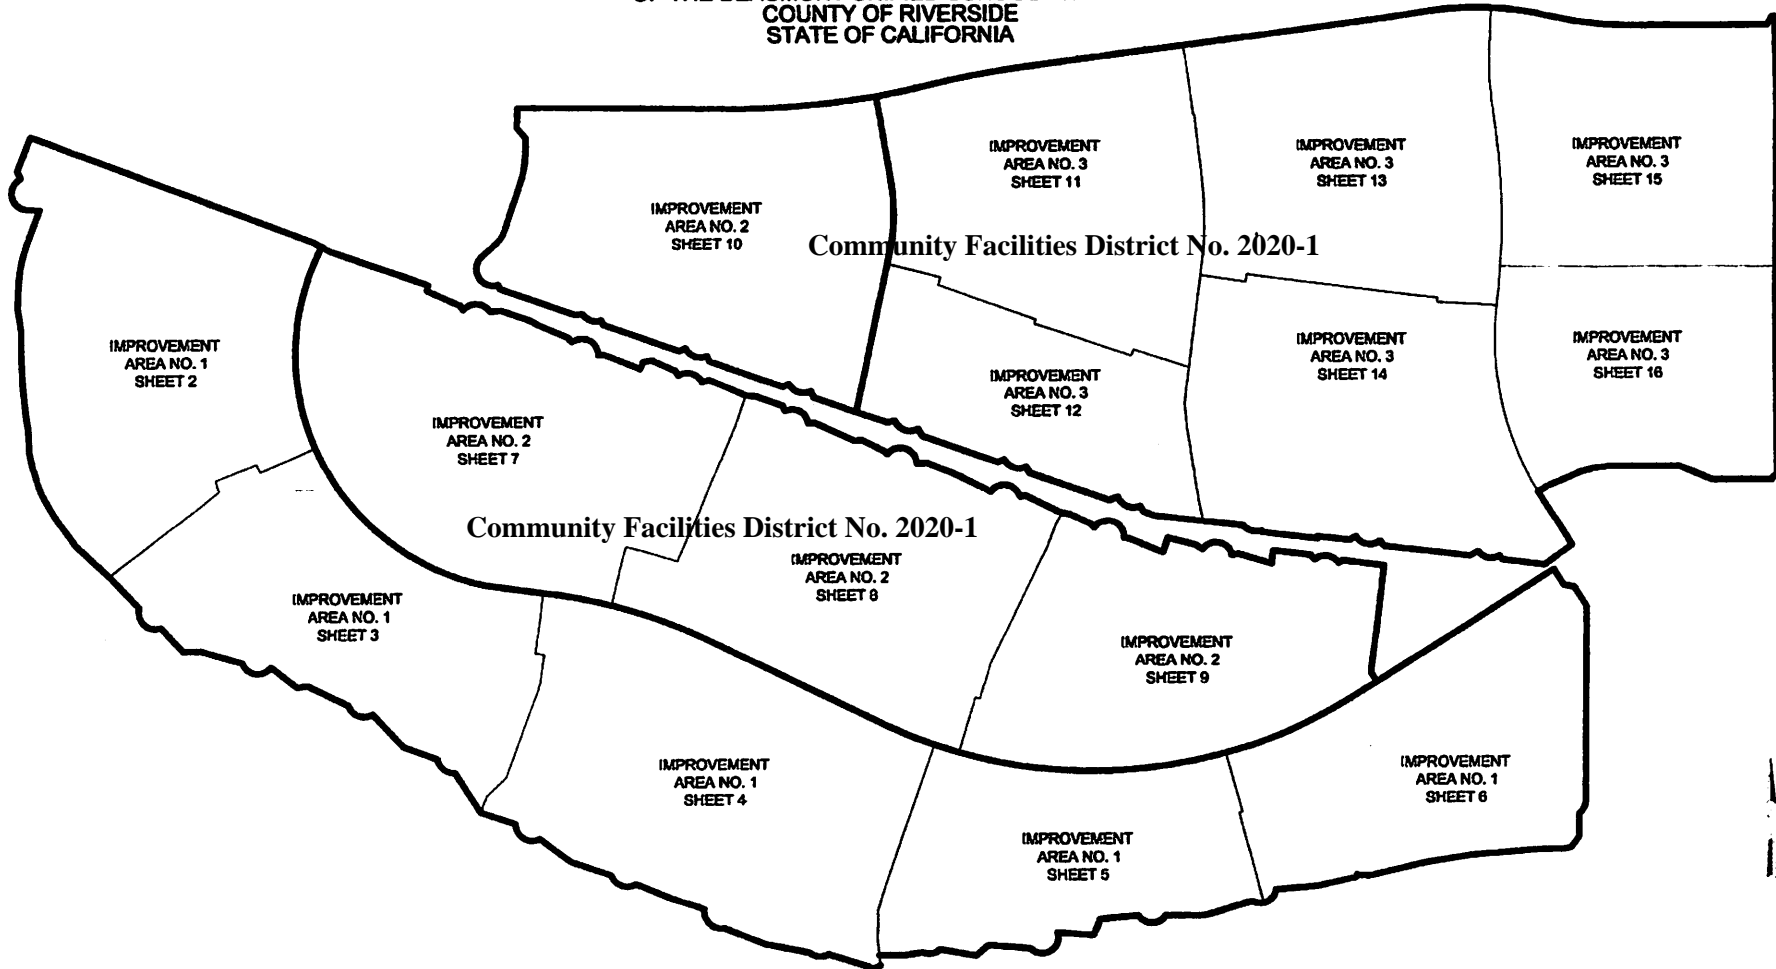 COUNTY OF RIVERSIDE
STATE OF CALIFORNIA
IMPROVEMENT
AREA NO. 3
SHEET 11
IMPROVEMENT
AREA NO. 3
SHEET 13
IMPROVEMENT
AREA NO. 3
SHEET 15
IMPROVEMENT
AREA NO. 2
SHEET 10
Community Facilities District No. 2020-1
IMPROVEMENT
AREA NO. 1
SHEET 2
IMPROVEMENT
AREA NO. 3
SHEET 12
IMPROVEMENT
AREA NO. 3
SHEET 14
IMPROVEMENT
AREA NO. 3
SHEET 16
IMPROVEMENT
AREA NO. 2
SHEET 7
Community Facilities District No. 2020-1
IMPROVEMENT
AREA NO. 2
SHEET 8
IMPROVEMENT
AREA NO. 1
SHEET 3
IMPROVEMENT
AREA NO. 2
SHEET 9
IMPROVEMENT
AREA NO. 1
SHEET 4
IMPROVEMENT
AREA NO. 1
SHEET 6
IMPROVEMENT
AREA NO. 1
SHEET 5